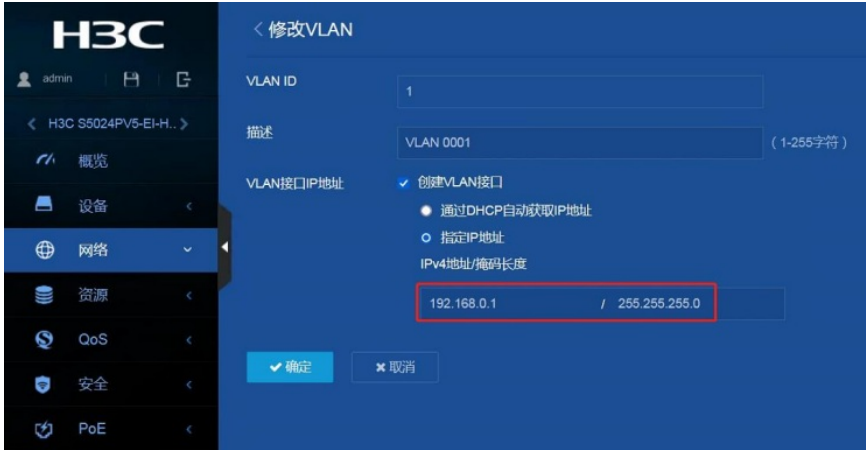 H3C
admin
H3C S5024PV5-EI-H..
概览
设备
网络
资源
QoS
安全
PoE
修改VLAN
VLAN ID
1
描述
VLAN 0001
(1-255字符)
VLAN接口IP地址
创建VLAN接口
通过DHCP自动获取IP地址
指定IP地址
IPv4地址/掩码长度
192.168.0.1 / 255.255.255.0
确定
取消